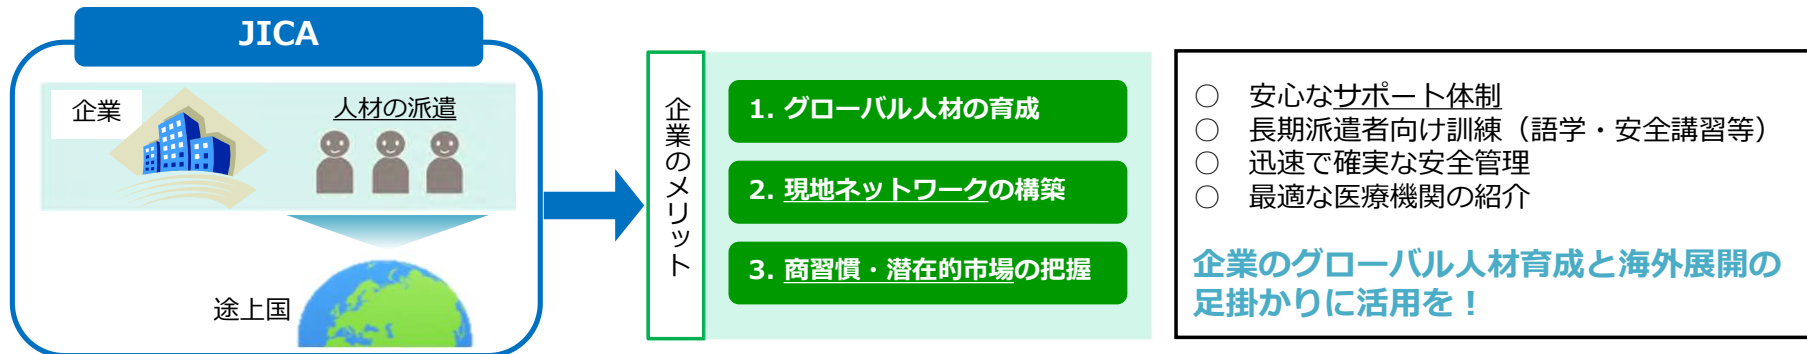 JICA
企業
人材の派遣
途上国
企業のメリット
1. グローバル人材の育成
2. 現地ネットワークの構築
3. 商習慣・潜在的市場の把握
○ 安心なサポート体制
○ 長期派遣者向け訓練（語学・安全講習等）
○ 迅速で確実な安全管理
○ 最適な医療機関の紹介
企業のグローバル人材育成と海外展開の
足掛かりに活用を！